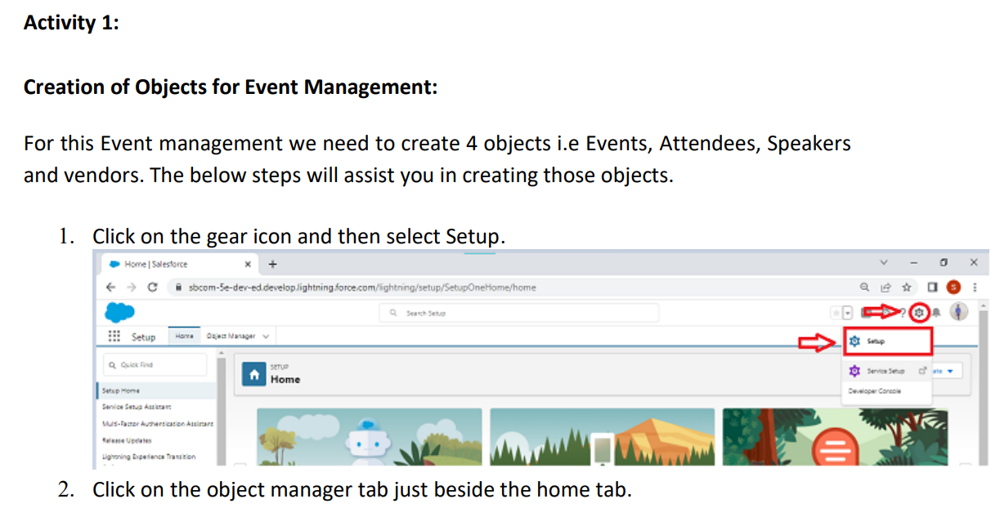 Activity 1:
Creation of Objects for Event Management:
For this Event management we need to create 4 objects i.e Events, Attendees, Speakers
and vendors. The below steps will assist you in creating those objects.
1. Click on the gear icon and then select Setup.
Home | Salesforce
sbcom-5e-dev-ed.develop.lightning.force.com/lightning/setup/SetupOneHome/home
S
Search Setup
Setup Home Object Manager
Setup
Quick Find
SETUP
Home
Service Setup
ate
Developer Console
Setup Home
Service Setup Assistant
Multi-Factor Authentication Assistant
Release Updates
Lightning Experience Transition
2. Click on the object manager tab just beside the home tab.